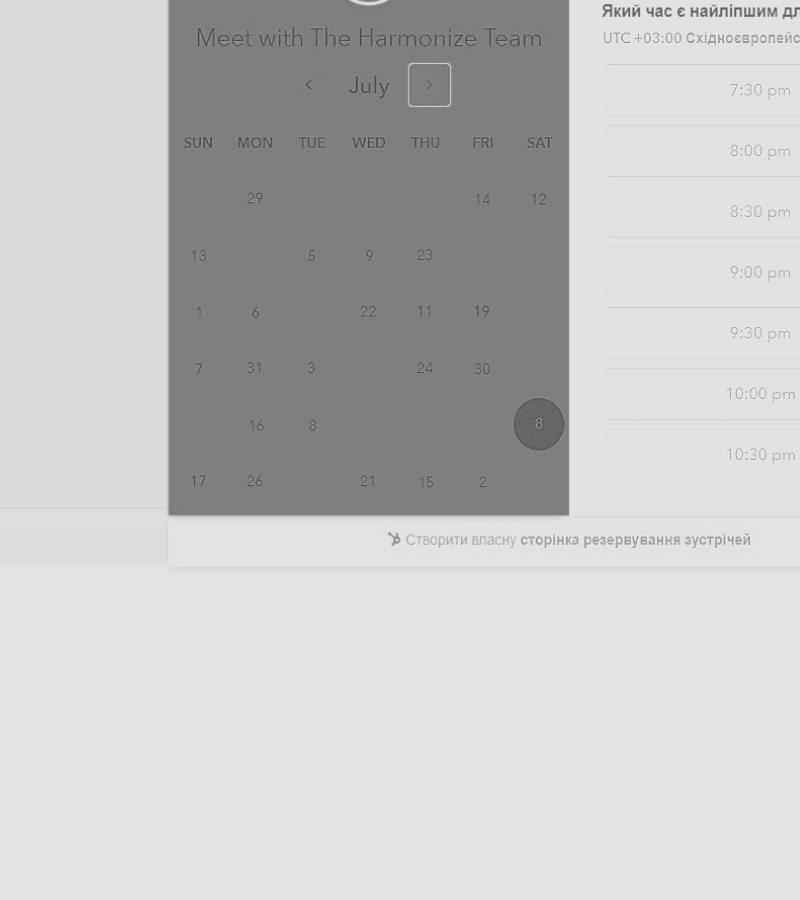 Який час є найліпшим дл
Meet with The Harmonize Team
UTC +03:00 Східноєвропейс
July
7:30 pm
SUN MON TUE WED THU FRI SAT
8:00 pm
29 14 12
8:30 pm
13 5 9 23
9:00 pm
1 6 22 11 19
9:30 pm
7 31 3 24 30
10:00 pm
16 8 8
10:30 pm
17 26 21 15 2
Створити власну сторінка резервування зустрічей